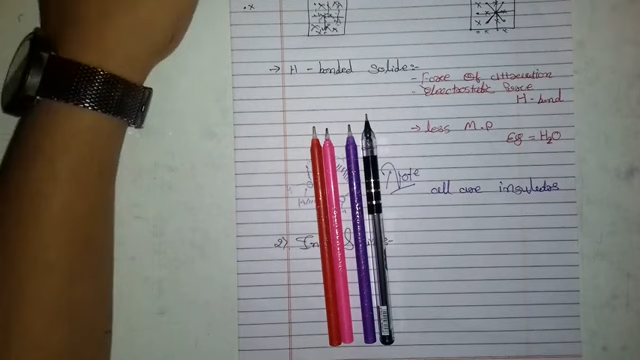 → H - bonded solids:-
- Force of attraction
- Electrostatic force
H-bond
→ less M.P
Eg = H2O
Note all are insulators
2)